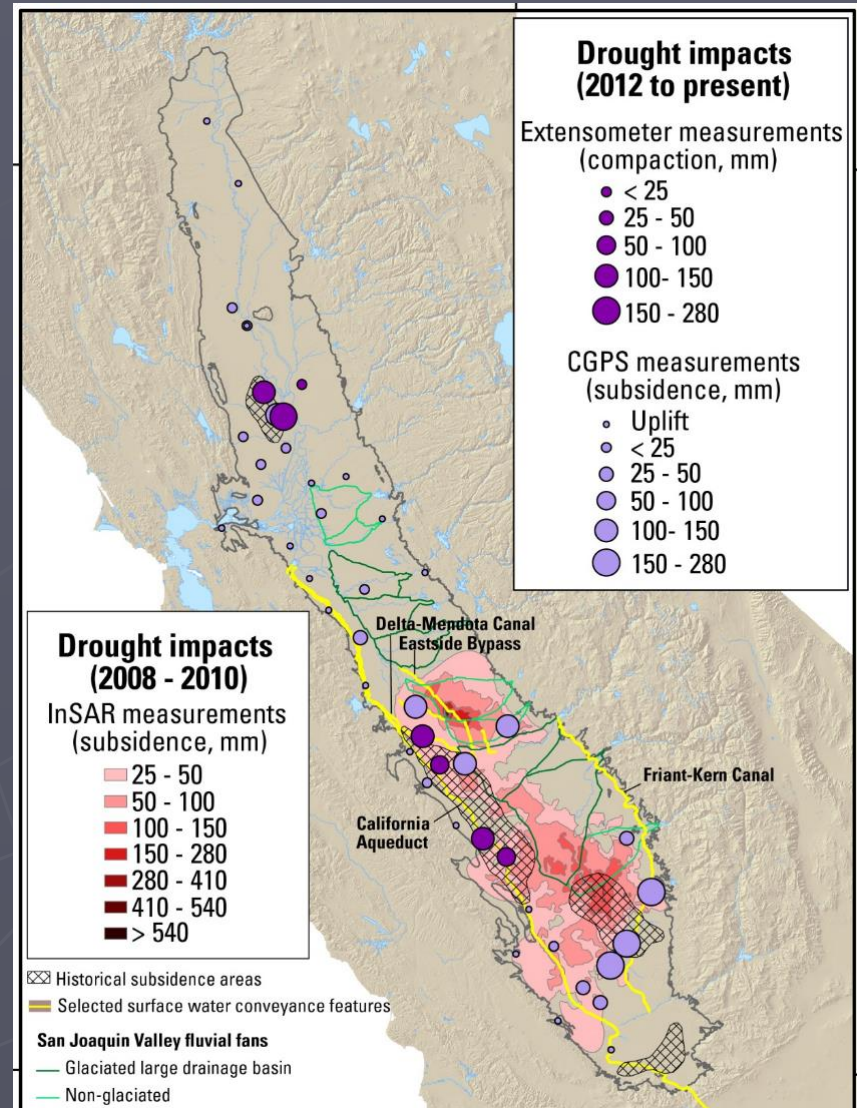 Drought impacts
(2012 to present)
Extensometer measurements
(compaction, mm)
< 25
25 - 50
50 - 100
100- 150
150 - 280
CGPS measurements
(subsidence, mm)
Uplift
< 25
25 - 50
50 - 100
100- 150
150 - 280
Delta-Mendota Canal
Eastside Bypass
Friant-Kern Canal
California
Aqueduct
Drought impacts
(2008 - 2010)
InSAR measurements
(subsidence, mm)
25 - 50
50 - 100
100 - 150
150 - 280
280 - 410
410 - 540
> 540
Historical subsidence areas
Selected surface water conveyance features
San Joaquin Valley fluvial fans
Glaciated large drainage basin
Non-glaciated